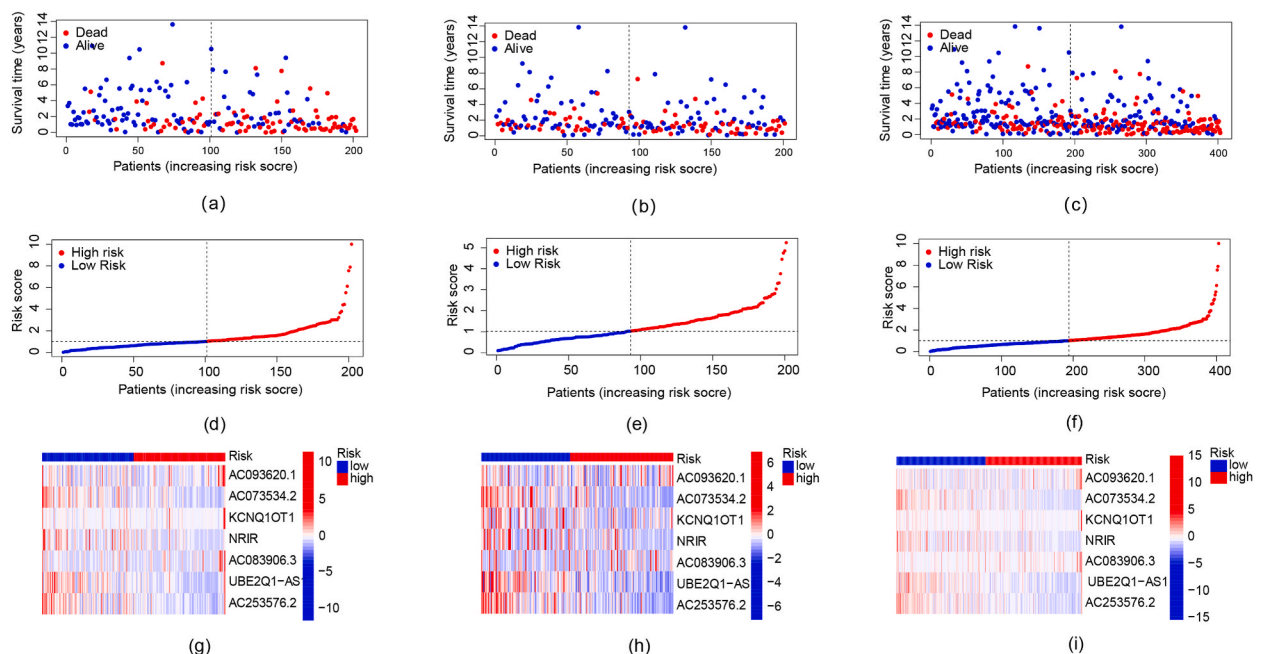 Survival time (years)
14
12
10
8
6
4
2
0
Dead
Alive
0 50 100 150 200
Patients (increasing risk socre)
(a)
Survival time (years)
14
12
10
8
6
4
2
0
Dead
Alive
0 50 100 150 200
Patients (increasing risk socre)
(b)
Survival time (years)
14
12
10
8
6
4
2
0
Dead
Alive
0 100 200 300 400
Patients (increasing risk socre)
(c)
Risk score
10
8
6
4
2
0
High risk
Low Risk
0 50 100 150 200
Patients (increasing risk socre)
(d)
Risk score
5
4
3
2
1
0
High risk
Low Risk
0 50 100 150 200
Patients (increasing risk socre)
(e)
Risk score
10
8
6
4
2
0
High risk
Low Risk
0 100 200 300 400
Patients (increasing risk socre)
(f)
Risk
AC093620.1
AC073534.2
KCNQ1OT1
NRIR
AC083906.3
UBE2Q1-AS1
AC253576.2
10
5
0
-5
-10
Risk
low
high
(g)
Risk
AC093620.1
AC073534.2
KCNQ1OT1
NRIR
AC083906.3
UBE2Q1-AS1
AC253576.2
6
4
2
0
-2
-4
-6
Risk
low
high
(h)
Risk
AC093620.1
AC073534.2
KCNQ1OT1
NRIR
AC083906.3
UBE2Q1-AS1
AC253576.2
15
10
5
0
-5
-10
-15
Risk
low
high
(i)